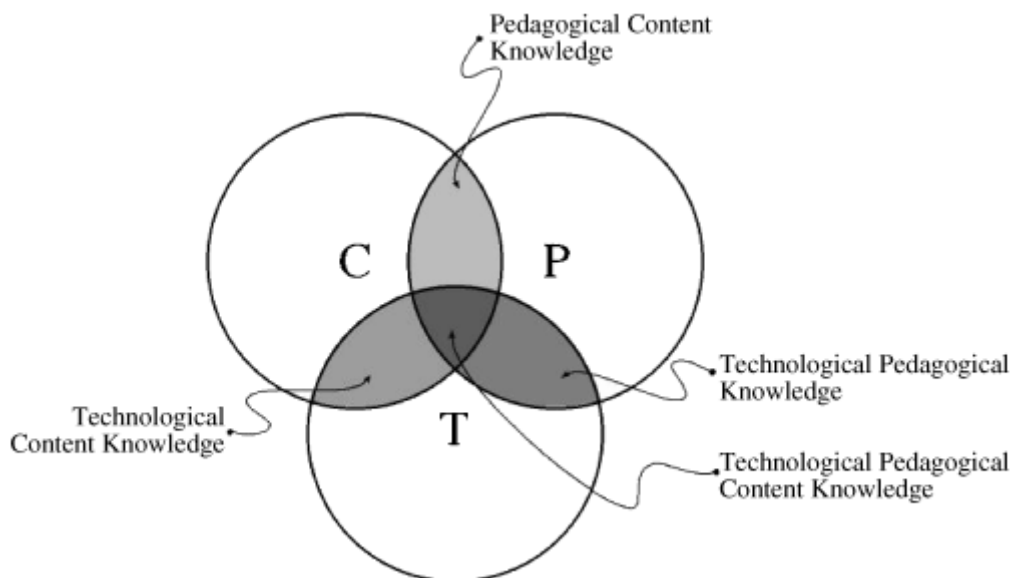 Pedagogical Content
Knowledge
C
P
Technological Pedagogical
Knowledge
Technological
Content Knowledge
T
Technological Pedagogical
Content Knowledge